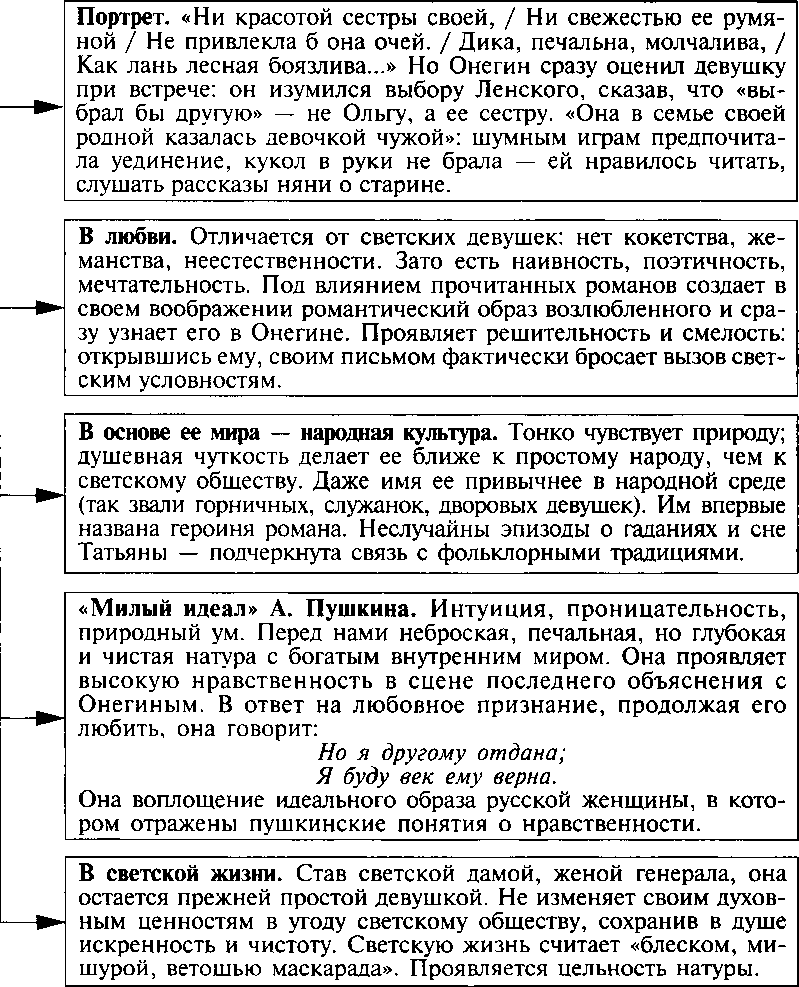 Портрет. «Ни красотой сестры своей, / Ни свежестью ее румя-
ной / Не привлекла б она очей. / Дика, печальна, молчалива, /
Как лань лесная боязлива...» Но Онегин сразу оценил девушку
при встрече: он изумился выбору Ленского, сказав, что «вы-
брал бы другую» — не Ольгу, а ее сестру. «Она в семье своей
родной казалась девочкой чужой»: шумным играм предпочита-
ла уединение, кукол в руки не брала — ей нравилось читать,
слушать рассказы няни о старине.
В любви. Отличается от светских девушек: нет кокетства, же-
манства, неестественности. Зато есть наивность, поэтичность,
мечтательность. Под влиянием прочитанных романов создает в
своем воображении романтический образ возлюбленного и сра-
зу узнает его в Онегине. Проявляет решительность и смелость:
открывшись ему, своим письмом фактически бросает вызов свет-
ским условностям.
В основе ее мира — народная культура. Тонко чувствует природу;
душевная чуткость делает ее ближе к простому народу, чем к
светскому обществу. Даже имя ее привычнее в народной среде
(так звали горничных, служанок, дворовых девушек). Им впервые
названа героиня романа. Неслучайны эпизоды о гаданиях и сне
Татьяны — подчеркнута связь с фольклорными традициями.
«Милый идеал» А. Пушкина. Интуиция, проницательность,
природный ум. Перед нами неброская, печальная, но глубокая
и чистая натура с богатым внутренним миром. Она проявляет
высокую нравственность в сцене последнего объяснения с
Онегиным. В ответ на любовное признание, продолжая его
любить, она говорит:
Но я другому отдана;
Я буду век ему верна.
Она воплощение идеального образа русской женщины, в кото-
ром отражены пушкинские понятия о нравственности.
В светской жизни. Став светской дамой, женой генерала, она
остается прежней простой девушкой. Не изменяет своим духов-
ным ценностям в угоду светскому обществу, сохранив в душе
искренность и чистоту. Светскую жизнь считает «блеском, ми-
шурой, ветошью маскарада». Проявляется цельность натуры.